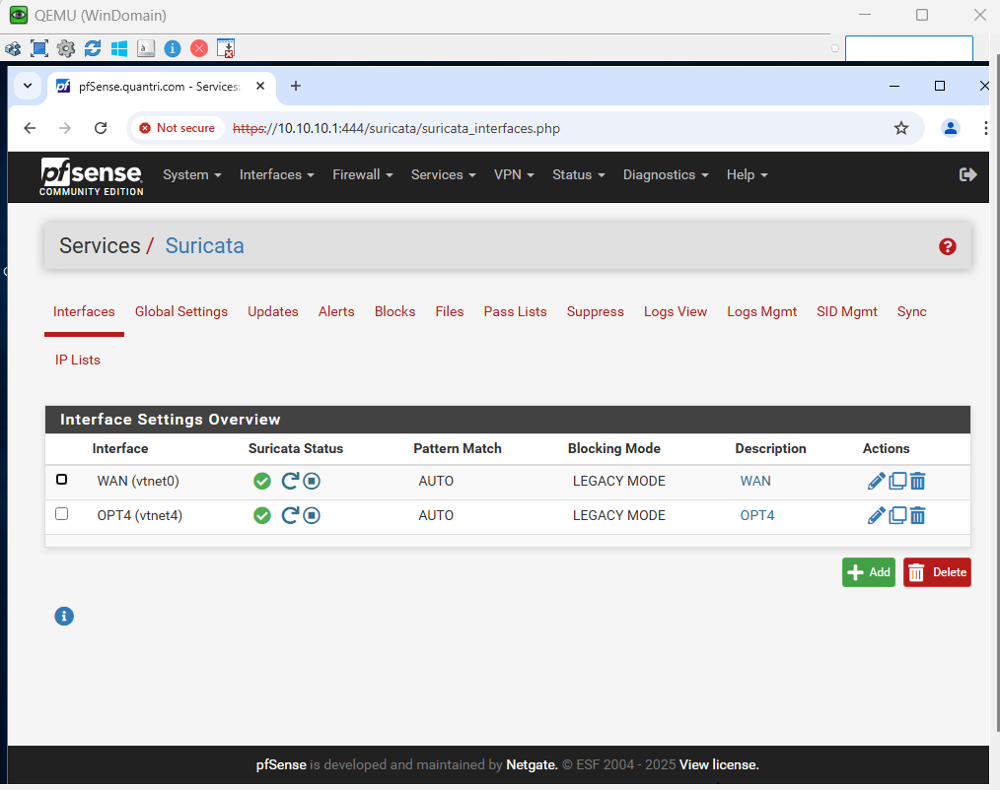 QEMU (WinDomain)
pfSense.quantri.com - Services:
Not secure https://10.10.10.1:444/suricata/suricata_interfaces.php
pfsense
COMMUNITY EDITION
System Interfaces Firewall Services VPN Status Diagnostics Help
Services / Suricata
Interfaces Global Settings Updates Alerts Blocks Files Pass Lists Suppress Logs View Logs Mgmt SID Mgmt Sync
IP Lists
Interface Settings Overview
Interface Suricata Status Pattern Match Blocking Mode Description Actions
WAN (vtnet0) AUTO LEGACY MODE WAN
OPT4 (vtnet4) AUTO LEGACY MODE OPT4
Add Delete
pfSense is developed and maintained by Netgate. © ESF 2004 - 2025 View license.